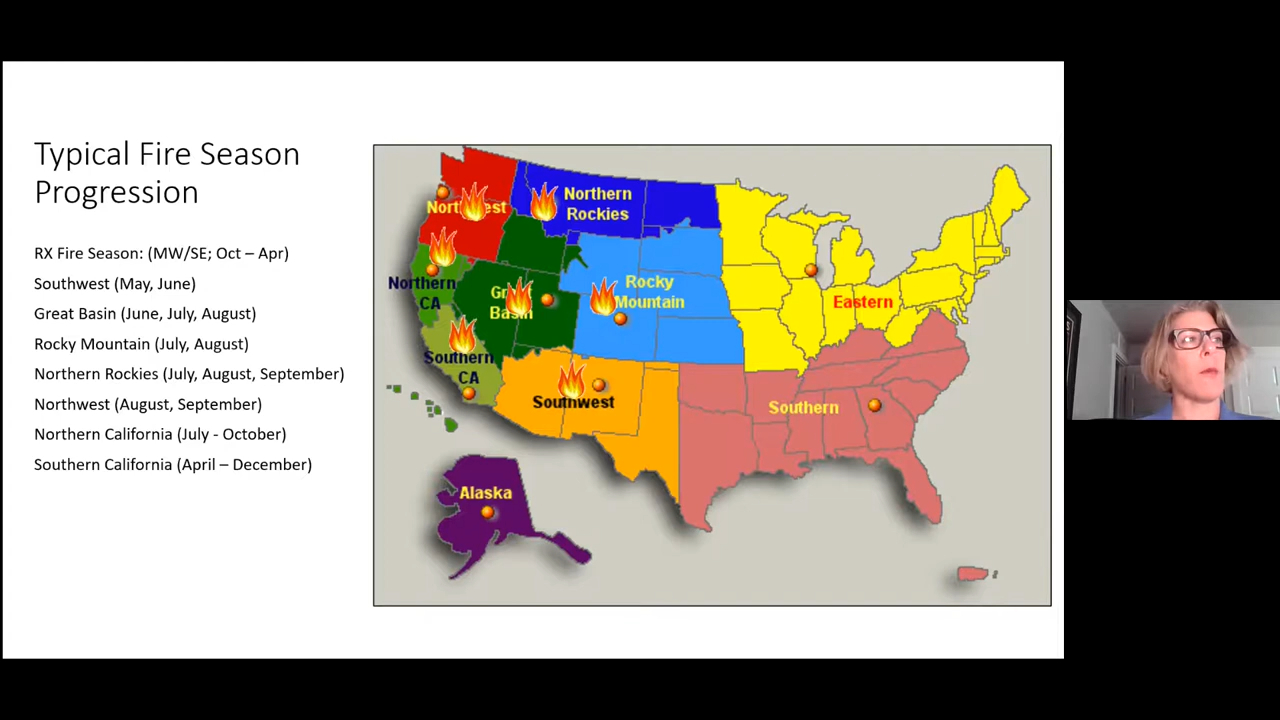 Typical Fire Season
Progression
RX Fire Season: (MW/SE; Oct – Apr)
Southwest (May, June)
Great Basin (June, July, August)
Rocky Mountain (July, August)
Northern Rockies (July, August, September)
Northwest (August, September)
Northern California (July - October)
Southern California (April – December)
Northern
Rockies
Northern
CA
Rocky
Mountain
Eastern
Southern
CA
Southwest
Southern
Alaska